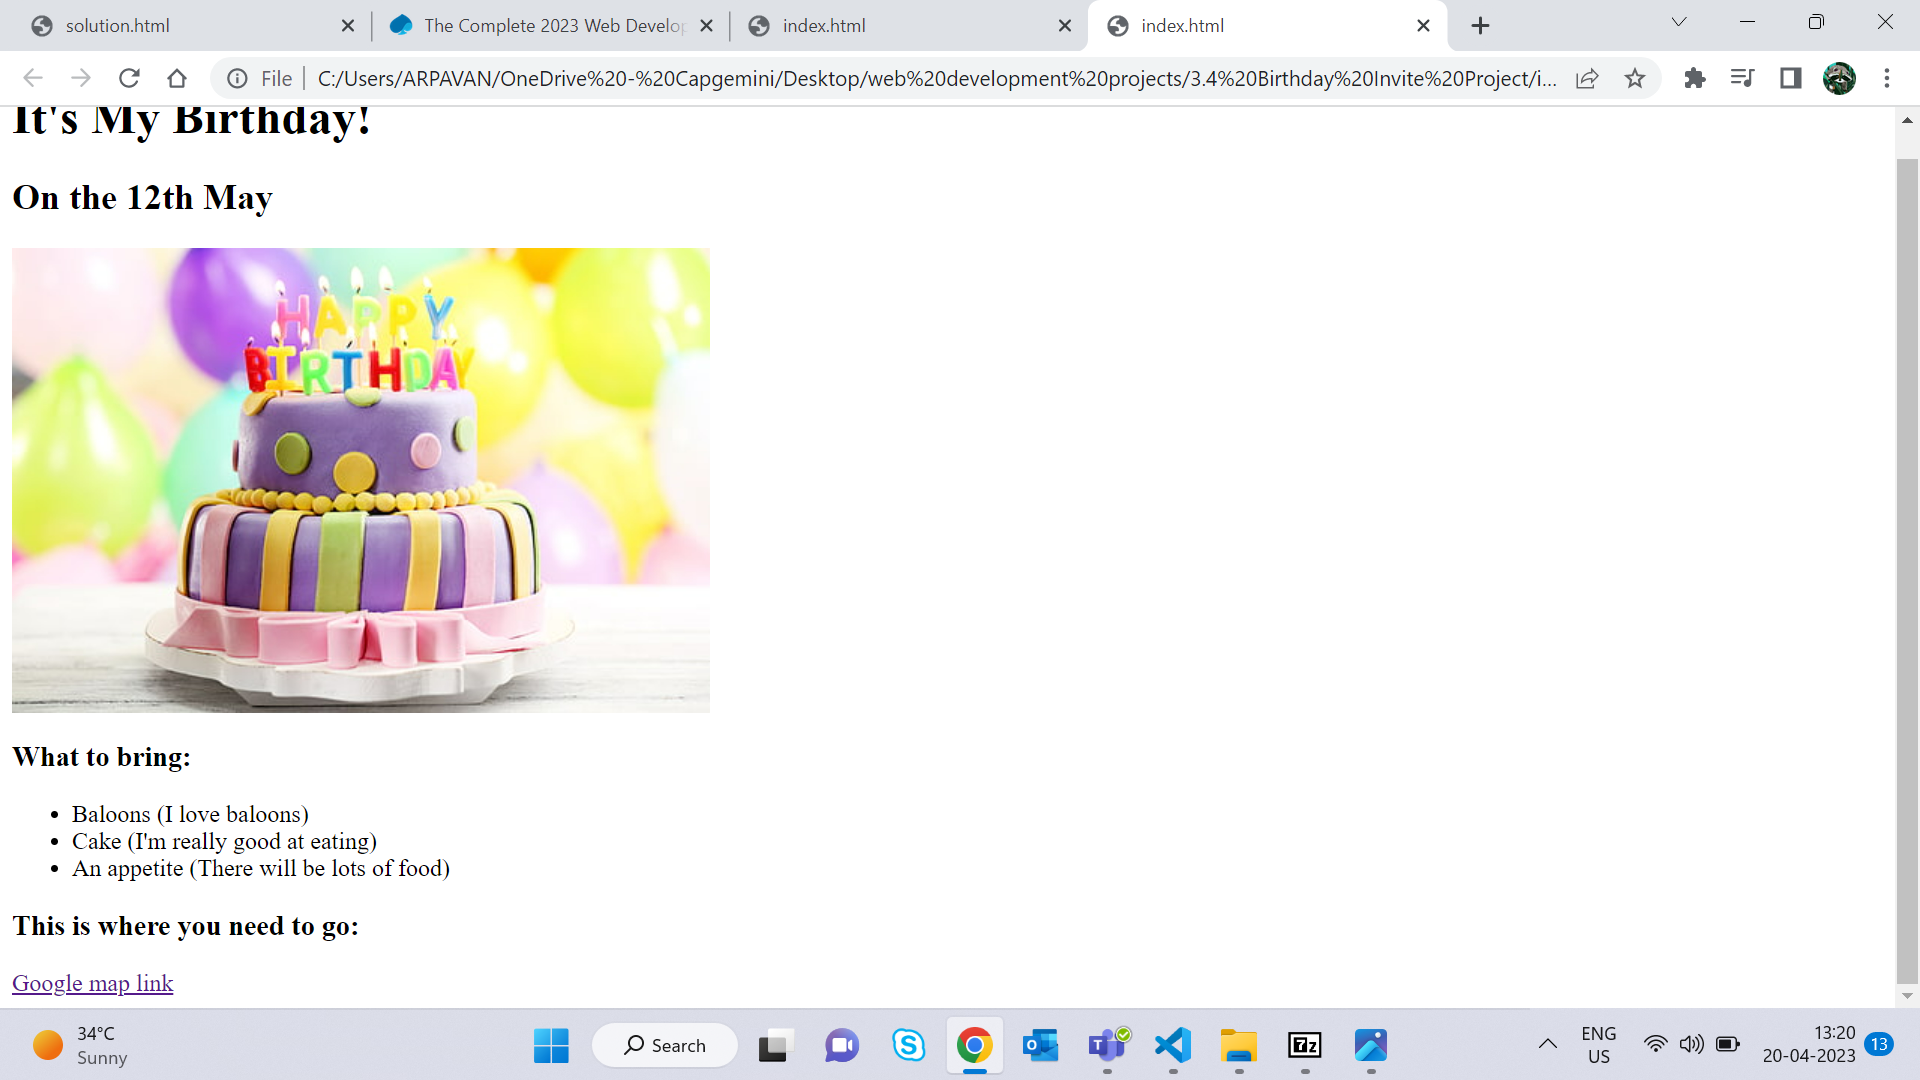 solution.html
The Complete 2023 Web Develop
index.html
index.html
File
C:/Users/ARPAVAN/OneDrive%20-%20Capgemini/Desktop/web%20development%20projects/3.4%20Birthday%20Invite%20Project/i...
It's My Birthday!
On the 12th May
HAPPY
BIRTHDAY
What to bring:
Baloons (I love baloons)
Cake (I'm really good at eating)
An appetite (There will be lots of food)
This is where you need to go:
Google map link
34°C
Sunny
Search
S
T
7z
ENG
US
13:20
20-04-2023
13